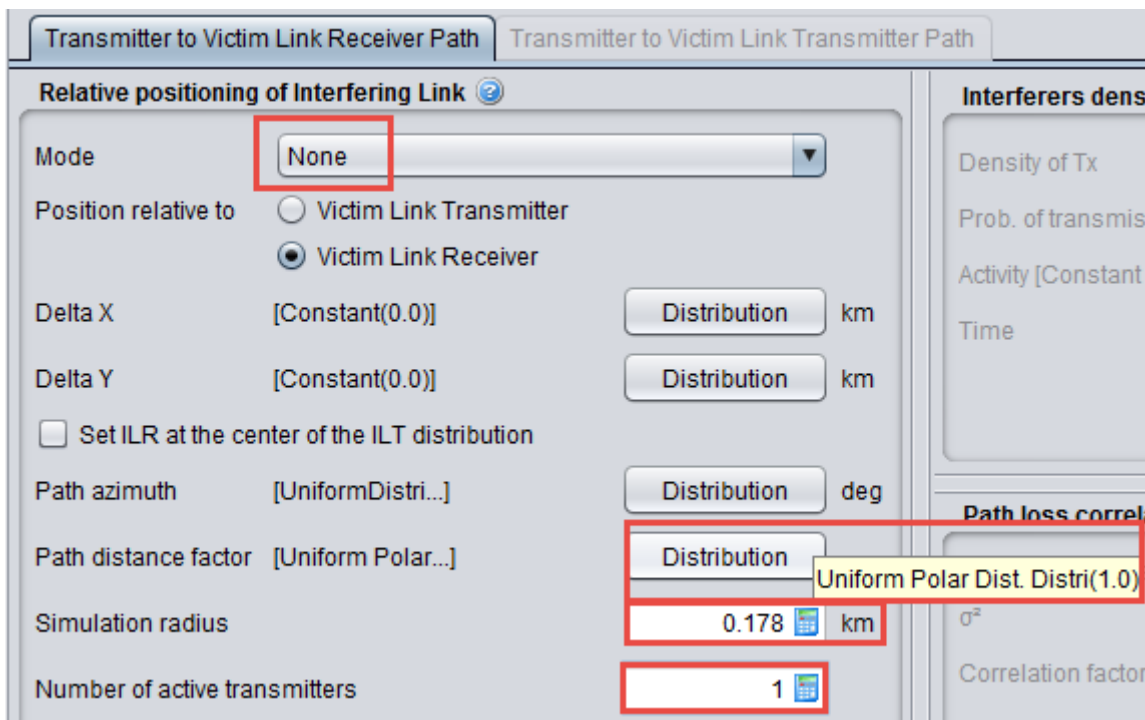 Transmitter to Victim Link Receiver Path
Transmitter to Victim Link Transmitter Path
Relative positioning of Interfering Link
Mode
None
Position relative to
Victim Link Transmitter
Victim Link Receiver
Delta X
[Constant(0.0)]
Distribution
km
Delta Y
[Constant(0.0)]
Distribution
km
Set ILR at the center of the ILT distribution
Path azimuth
[UniformDistri...]
Distribution
deg
Path distance factor
[Uniform Polar...]
Distribution
Uniform Polar Dist. Distri(1.0)
Simulation radius
0.178
km
Number of active transmitters
1
Interferers dens
Density of Tx
Prob. of transmis
Activity [Constant
Time
Path loss correl
σ²
Correlation factor